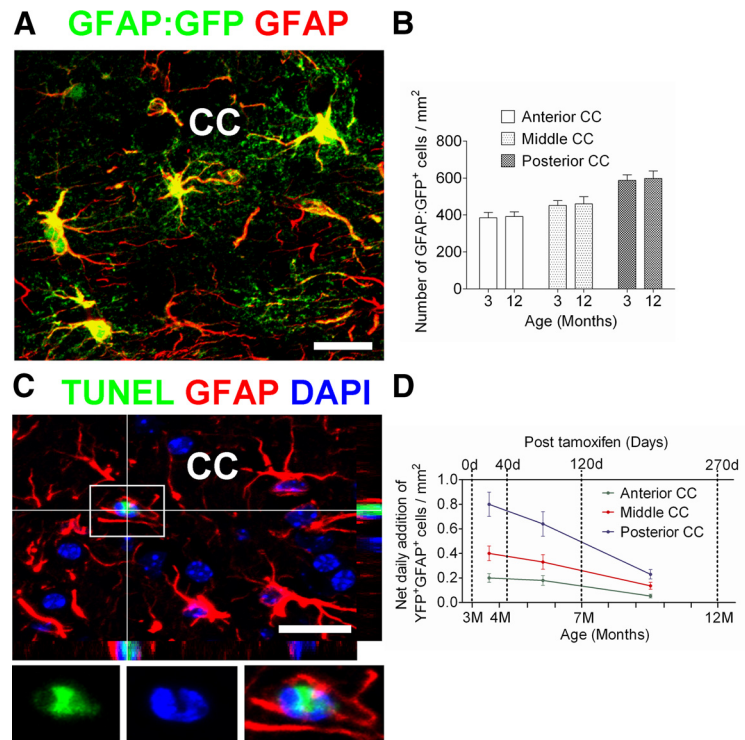 A GFAP:GFP GFAP
CC
B
Anterior CC
Middle CC
Posterior CC
Number of GFAP:GFP+ cells / mm²
800
600
400
200
0
3 12 3 12 3 12
Age (Months)
C TUNEL GFAP DAPI
CC
D
Post tamoxifen (Days)
0d 40d 120d 270d
Net daily addition of
YFP⁺GFAP⁺ cells / mm²
1.0
0.8
0.6
0.4
0.2
0.0
Anterior CC
Middle CC
Posterior CC
3M 4M 7M 12M
Age (Months)